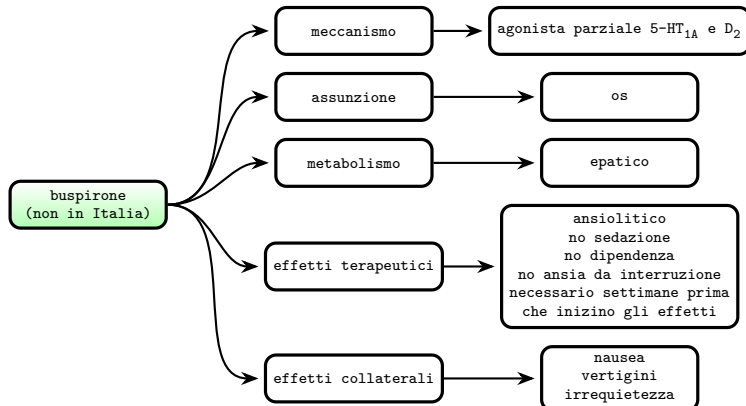 meccanismo
agonista parziale 5-HT₁ₐ e D₂
assunzione
os
metabolismo
epatico
buspirone
(non in Italia)
effetti terapeutici
ansiolitico
no sedazione
no dipendenza
no ansia da interruzione
necessario settimane prima
che inizino gli effetti
effetti collaterali
nausea
vertigini
irrequietezza